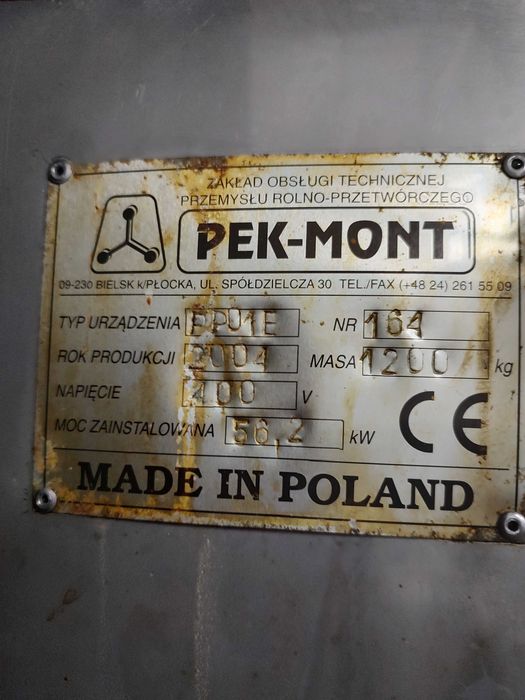 ZAKŁAD OBSŁUGI TECHNICZNEJ
PRZEMYSŁU ROLNO-PRZETWÓRCZEGO
PEK-MONT
09-230 BIELSK k/PŁOCKA, UL. SPÓŁDZIELCZA 30 TEL./FAX (+48 24) 261 55 09
TYP URZĄDZENIA PP01E NR 164
ROK PRODUKCJI 2004 MASA 1200 kg
NAPIĘCIE 400 V
MOC ZAINSTALOWANA 56,2 kW CE
MADE IN POLAND